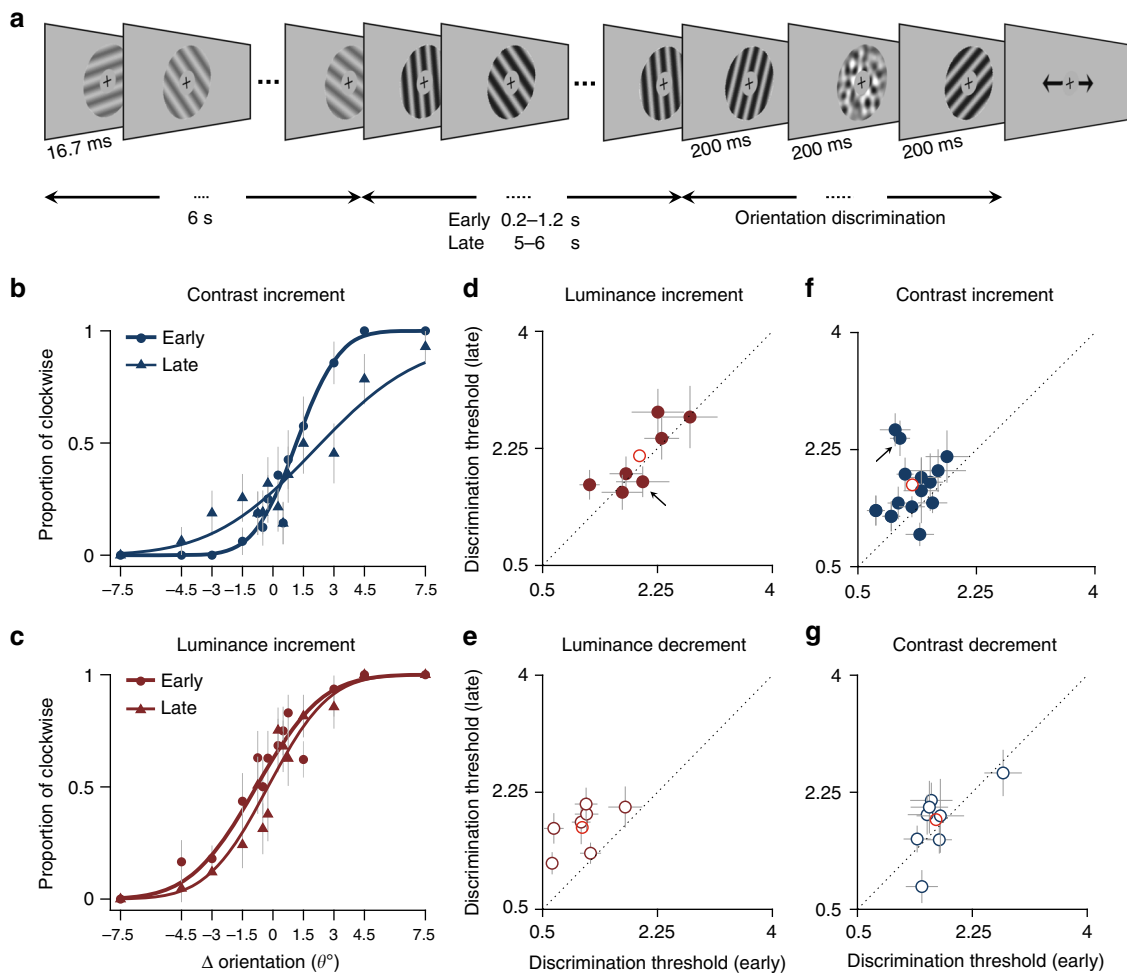 a
16.7 ms
...
...
200 ms
200 ms
200 ms
6 s
Early 0.2–1.2 s
Late 5–6 s
Orientation discrimination
b
Contrast increment
Early
Late
Proportion of clockwise
1
0.5
0
−7.5 −4.5 −3 −1.5 0 1.5 3 4.5 7.5
d
Luminance increment
Discrimination threshold (late)
4
2.25
0.5
0.5 2.25 4
f
Contrast increment
4
2.25
0.5
0.5 2.25 4
c
Luminance increment
Early
Late
Proportion of clockwise
1
0.5
0
−7.5 −4.5 −3 −1.5 0 1.5 3 4.5 7.5
Δ orientation (θ°)
e
Luminance decrement
Discrimination threshold (late)
4
2.25
0.5
0.5 2.25 4
Discrimination threshold (early)
g
Contrast decrement
4
2.25
0.5
0.5 2.25 4
Discrimination threshold (early)